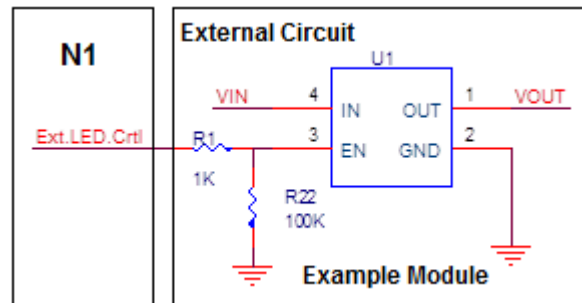 N1
External Circuit
U1
VIN
4
IN
OUT
1
VOUT
Ext.LED.Crtl
R1
3
EN
GND
2
1K
R22
100K
Example Module